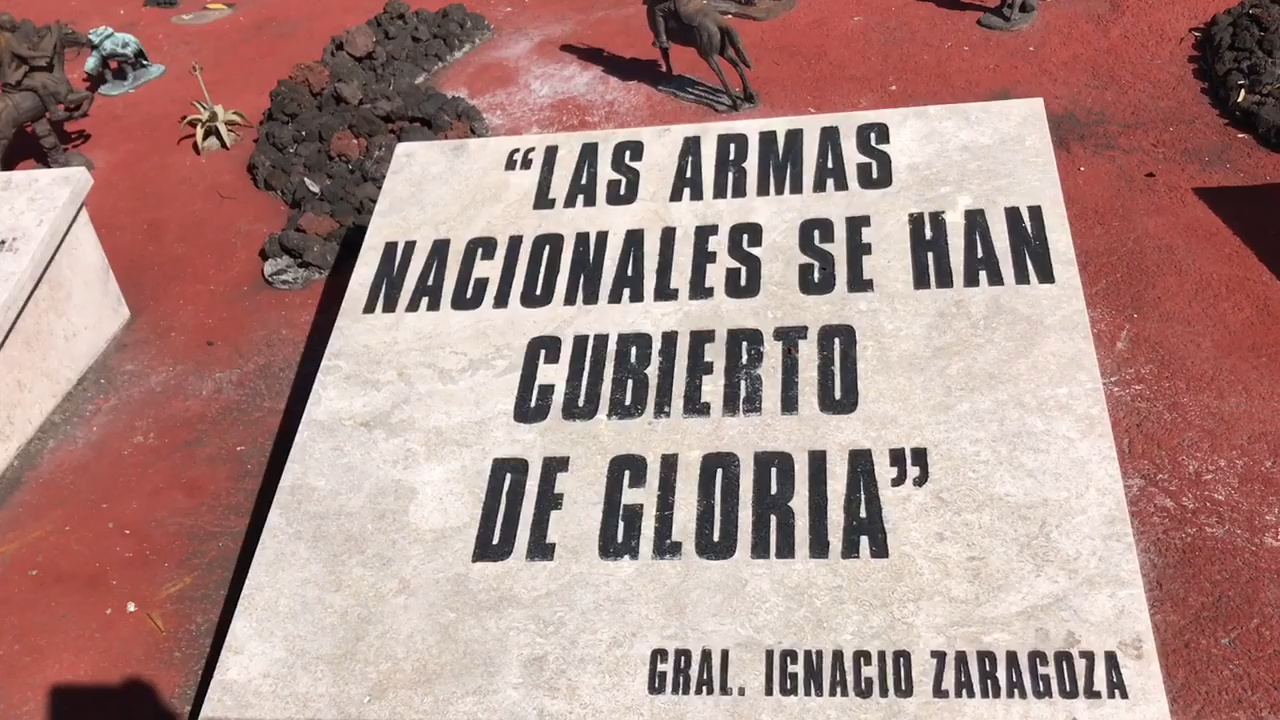 “LAS ARMAS
NACIONALES SE HAN
CUBIERTO
DE GLORIA”
GRAL. IGNACIO ZARAGOZA